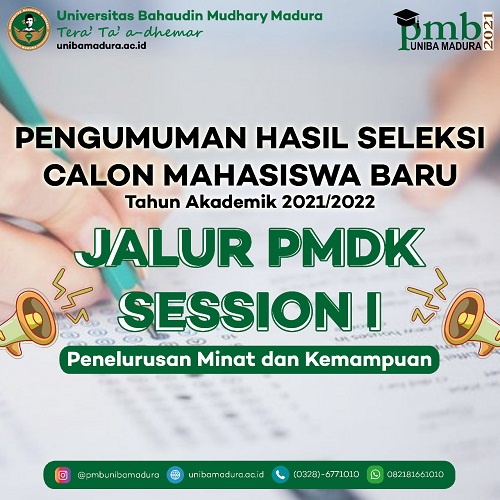 Universitas Bahaudin Mudhary Madura
Tera' Ta' a-dhemar
unibamadura.ac.id
pmb
UNIBA MADURA
2021
PENGUMUMAN HASIL SELEKSI
CALON MAHASISWA BARU
Tahun Akademik 2021/2022
JALUR PMDK
SESSION I
Penelurusan Minat dan Kemampuan
@pmbunibamadura
unibamadura.ac.id
(0328)-6771010
082181661010